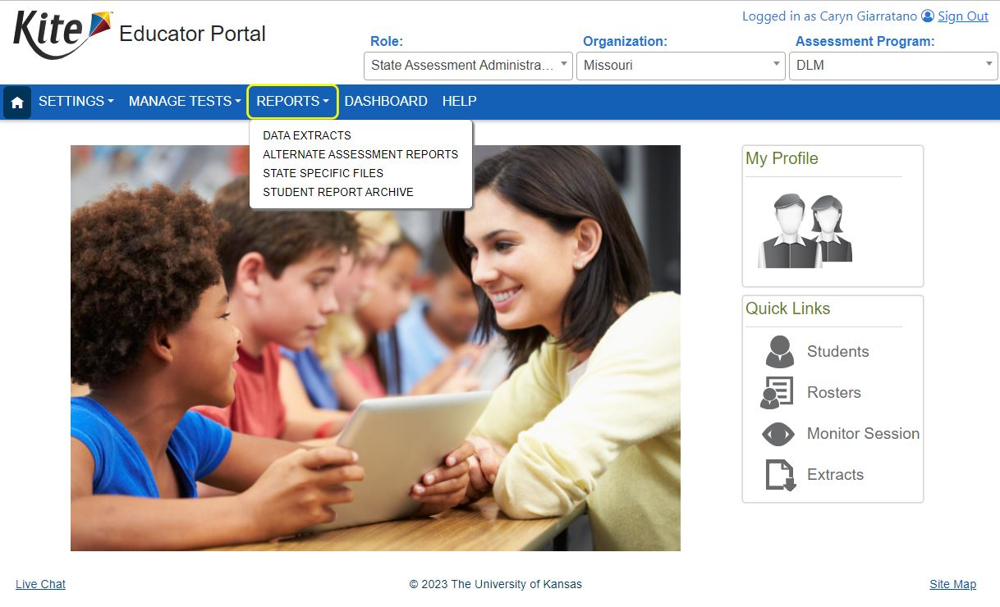 Kite Educator Portal
Logged in as Caryn Giarratano Sign Out
Role: Organization: Assessment Program:
State Assessment Administra... Missouri DLM
SETTINGS MANAGE TESTS REPORTS DASHBOARD HELP
DATA EXTRACTS
ALTERNATE ASSESSMENT REPORTS
STATE SPECIFIC FILES
STUDENT REPORT ARCHIVE
My Profile
Quick Links
Students
Rosters
Monitor Session
Extracts
Live Chat © 2023 The University of Kansas Site Map